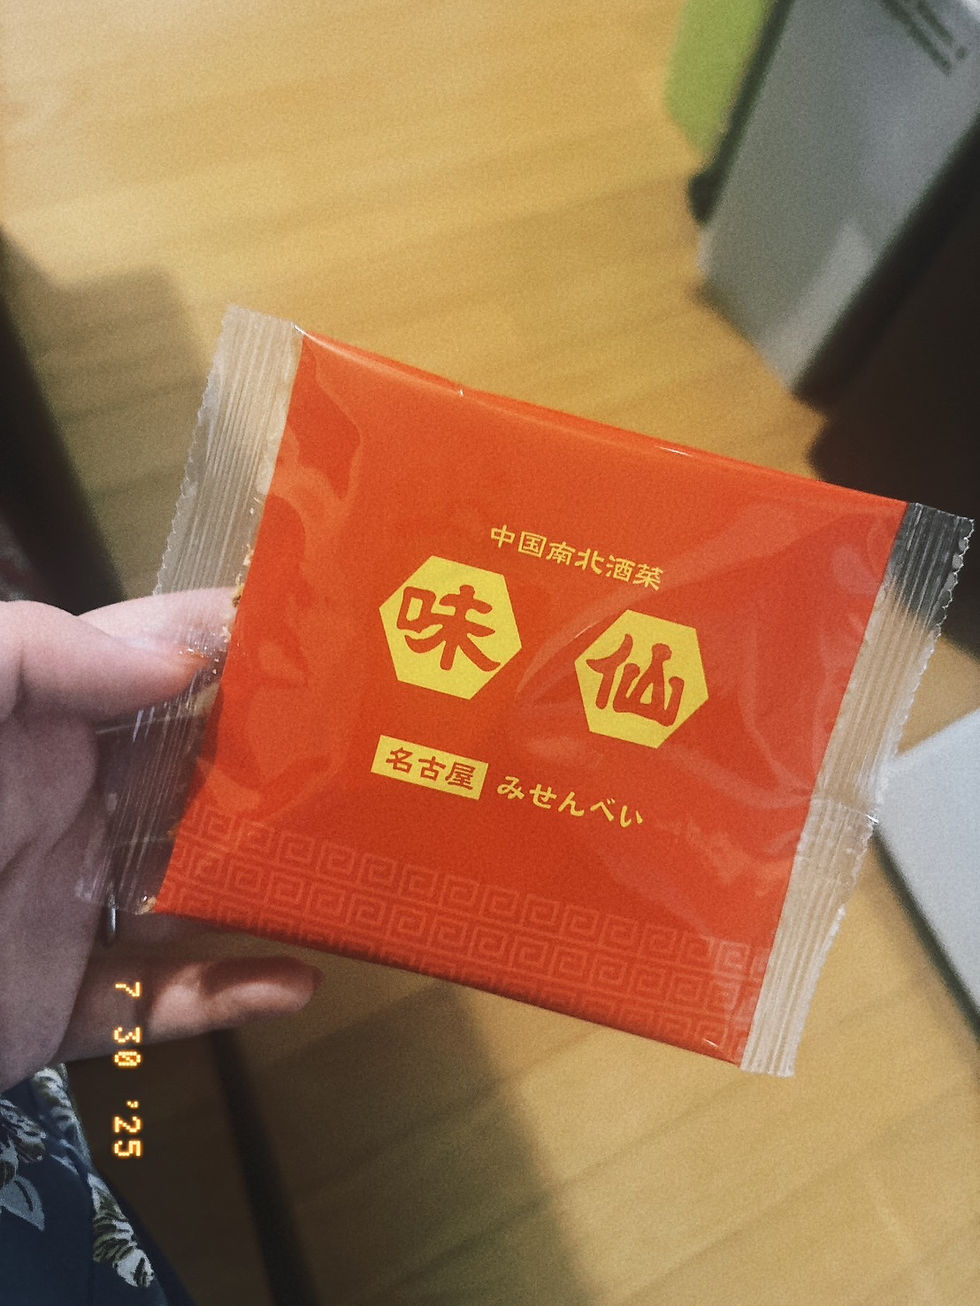 中国南北酒菜
味仙
名古屋 みせんべい
7 30 '25